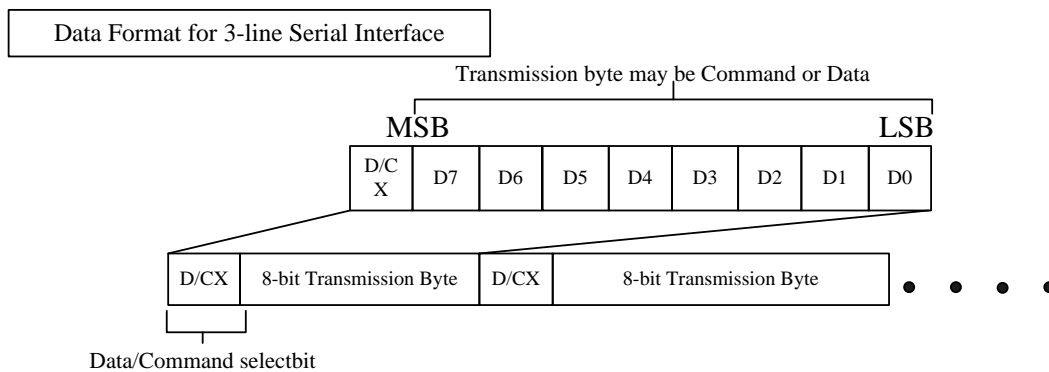 Data Format for 3-line Serial Interface
Transmission byte may be Command or Data
MSB LSB
D/C
X D7 D6 D5 D4 D3 D2 D1 D0
D/CX 8-bit Transmission Byte D/CX 8-bit Transmission Byte
Data/Command selectbit